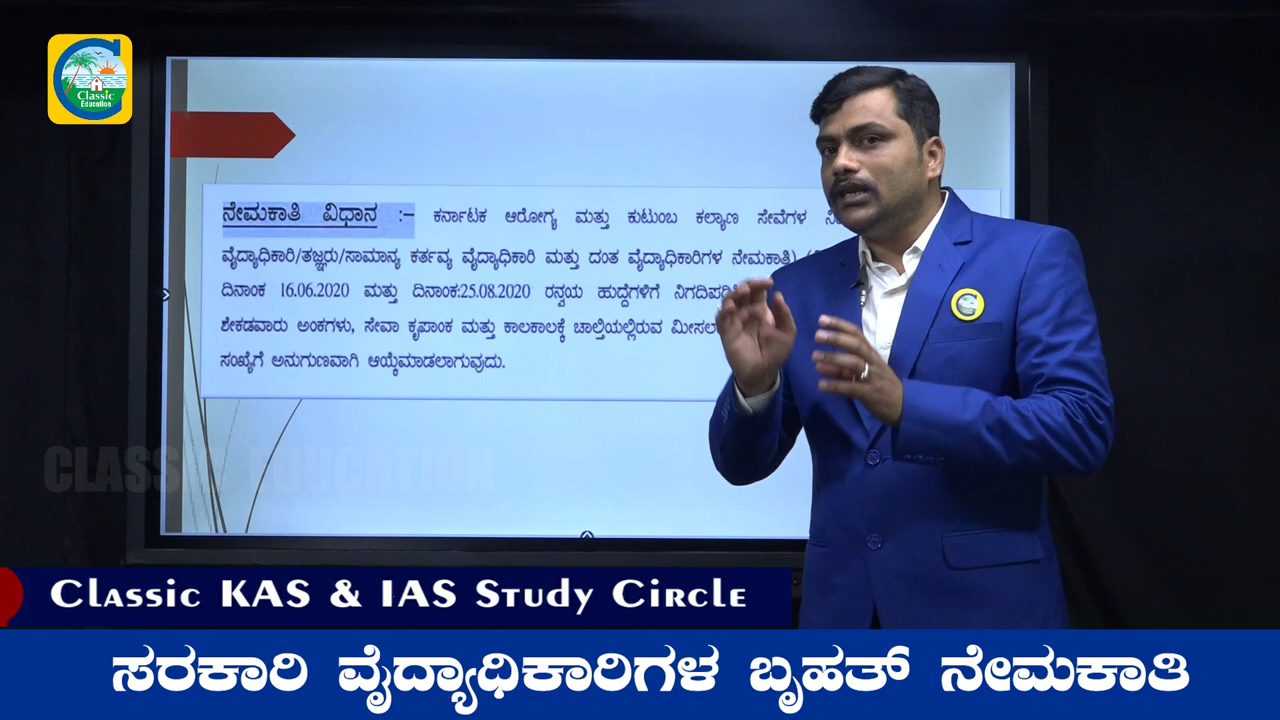 Classic
Education
ನೇಮಕಾತಿ ವಿಧಾನ :– ಕರ್ನಾಟಕ ಆರೋಗ್ಯ ಮತ್ತು ಕುಟುಂಬ ಕಲ್ಯಾಣ ಸೇವೆಗಳ
ವೈದ್ಯಾಧಿಕಾರಿ/ತಜ್ಞರು/ಸಾಮಾನ್ಯ ಕರ್ತವ್ಯ ವೈದ್ಯಾಧಿಕಾರಿ ಮತ್ತು ದಂತ ವೈದ್ಯಾಧಿಕಾರಿಗಳ ನೇಮಕಾತಿ)
ದಿನಾಂಕ 16.06.2020 ಮತ್ತು ದಿನಾಂಕ:25.08.2020 ರನ್ವಯ ಹುದ್ದೆಗಳಿಗೆ
ಶೇಕಡವಾರು ಅಂಕಗಳು, ಸೇವಾ ಕೃಪಾಂಕ ಮತ್ತು ಕಾಲಕಾಲಕ್ಕೆ ಚಾಲ್ತಿಯಲ್ಲಿರುವ
ಸಂಖ್ಯೆಗೆ ಅನುಗುಣವಾಗಿ ಆಯ್ಕೆಮಾಡಲಾಗುವುದು.
CLASSIC EDUCATION
Classic KAS & IAS Study Circle
ಸರಕಾರಿ ವೈದ್ಯಾಧಿಕಾರಿಗಳ ಬೃಹತ್ ನೇಮಕಾತಿ